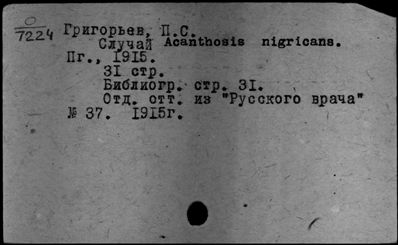 О
7224
Григорьев, П.С.
Случай Acanthosis nigricans.
Пг., 1915.
31 стр.
Библиогр. стр. 31.
Отд. отт. из "Русского врача"
№ 37. 1915г.